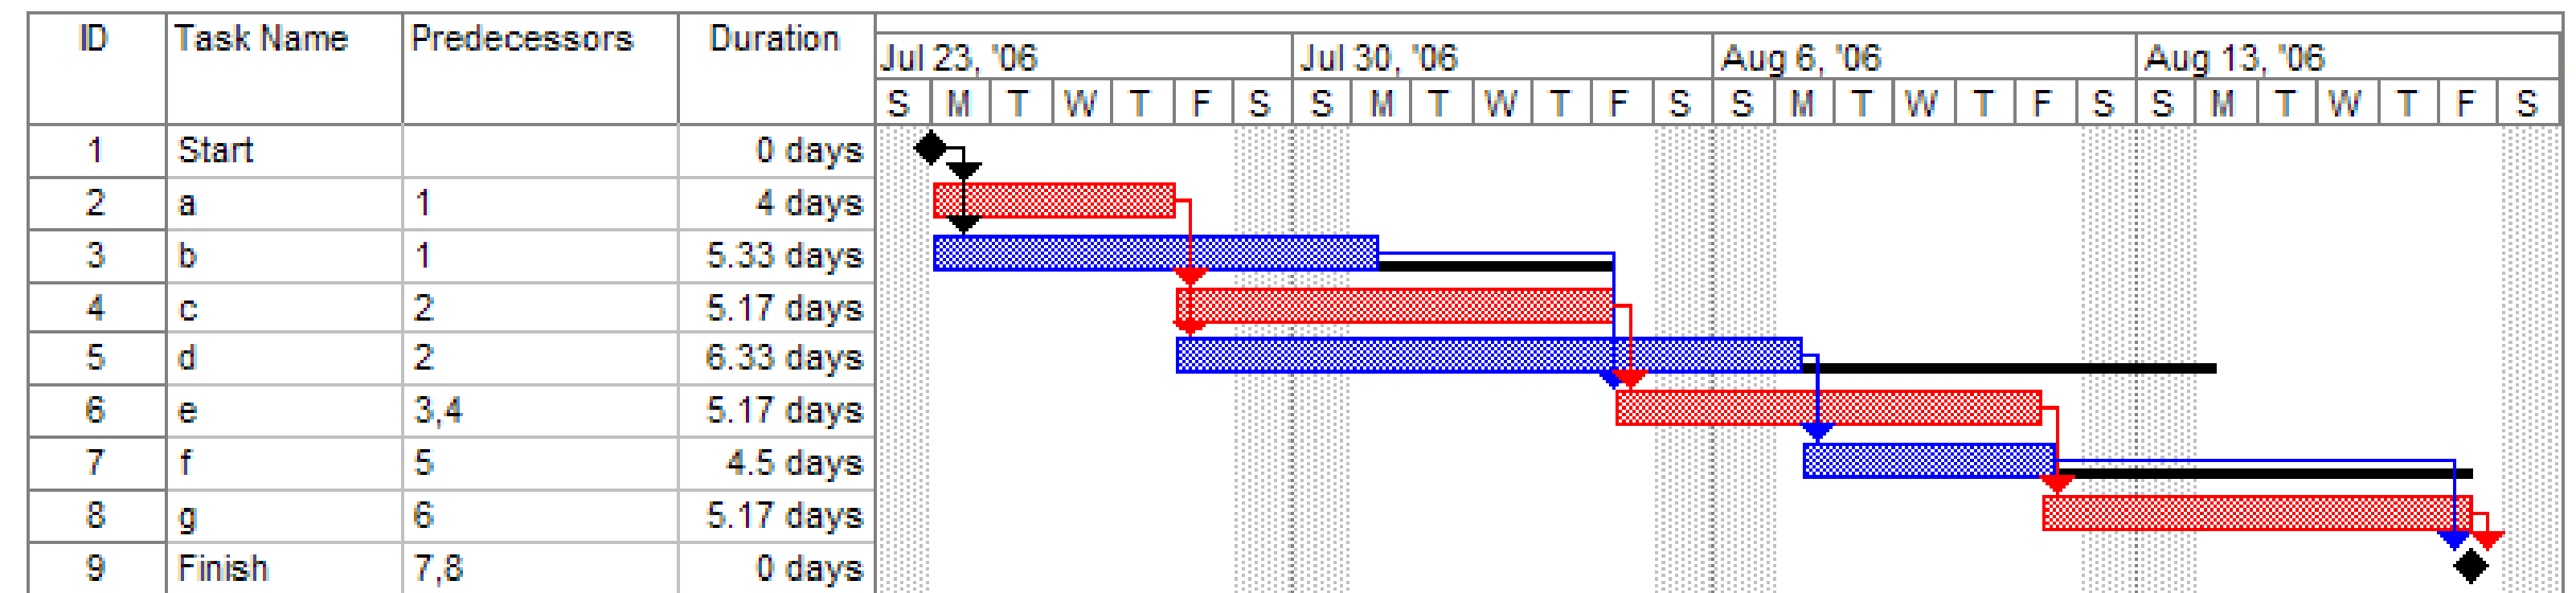 ID Task Name Predecessors Duration
Jul 23, '06 Jul 30, '06 Aug 6, '06 Aug 13, '06
S M T W T F S S M T W T F S S M T W T F S S M T W T F S
1 Start 0 days
2 a 1 4 days
3 b 1 5.33 days
4 c 2 5.17 days
5 d 2 6.33 days
6 e 3,4 5.17 days
7 f 5 4.5 days
8 g 6 5.17 days
9 Finish 7,8 0 days